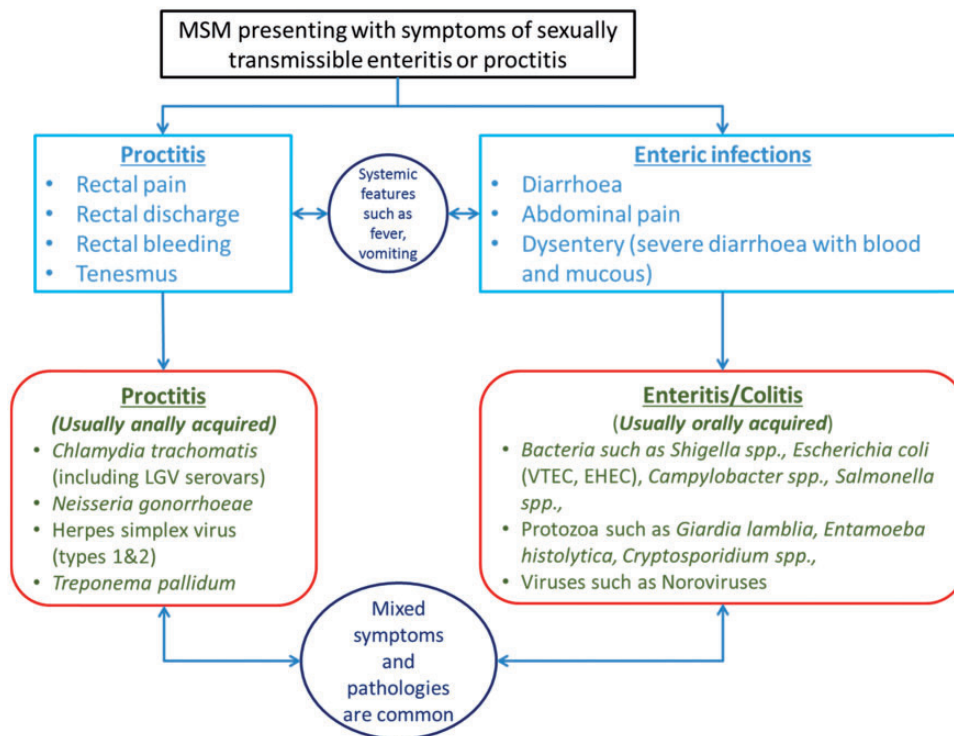 MSM presenting with symptoms of sexually
transmissible enteritis or proctitis
Proctitis
• Rectal pain
• Rectal discharge
• Rectal bleeding
• Tenesmus
Systemic
features
such as
fever,
vomiting
Enteric infections
• Diarrhoea
• Abdominal pain
• Dysentery (severe diarrhoea with blood
and mucous)
Proctitis
(Usually anally acquired)
• Chlamydia trachomatis
(including LGV serovars)
• Neisseria gonorrhoeae
• Herpes simplex virus
(types 1&2)
• Treponema pallidum
Enteritis/Colitis
(Usually orally acquired)
• Bacteria such as Shigella spp., Escherichia coli
(VTEC, EHEC), Campylobacter spp., Salmonella
spp.,
• Protozoa such as Giardia lamblia, Entamoeba
histolytica, Cryptosporidium spp.,
• Viruses such as Noroviruses
Mixed
symptoms
and
pathologies
are common